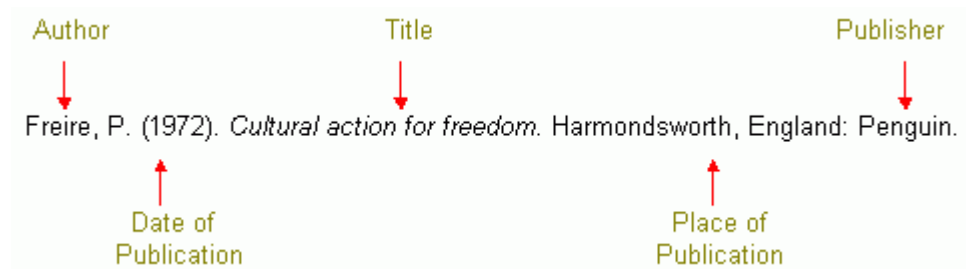 Author Title Publisher
Freire, P. (1972). Cultural action for freedom. Harmondsworth, England: Penguin.
Date of Place of
Publication Publication